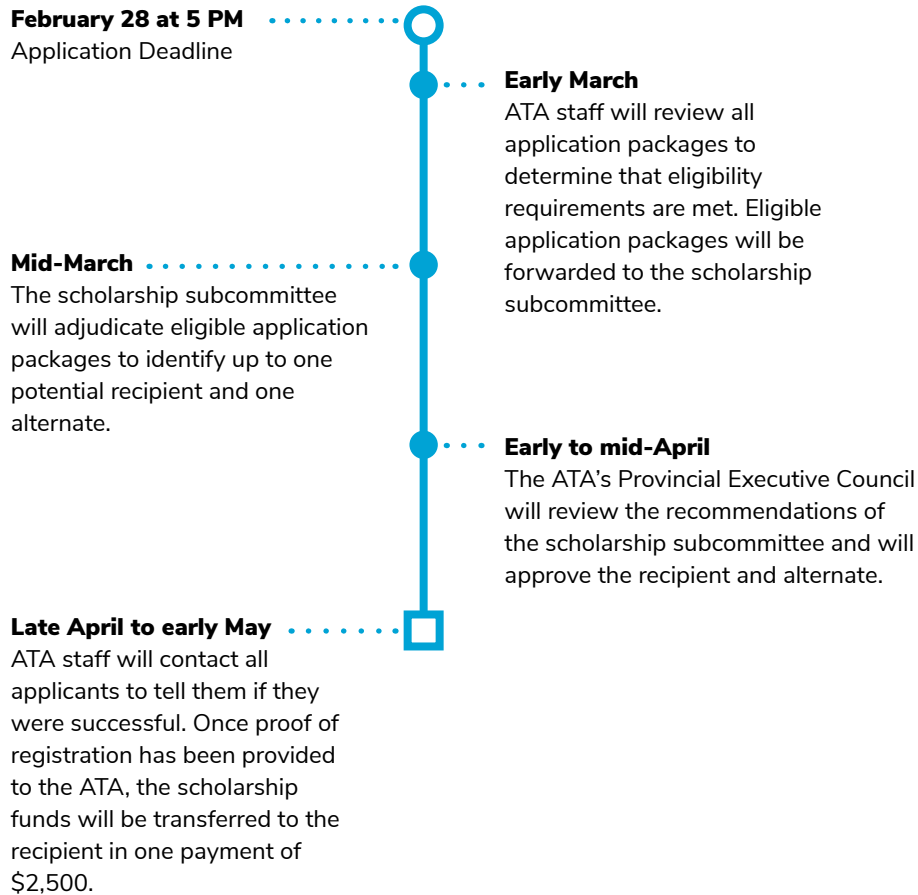 February 28 at 5 PM
Application Deadline
Early March
ATA staff will review all
application packages to
determine that eligibility
requirements are met. Eligible
application packages will be
forwarded to the scholarship
subcommittee.
Mid-March
The scholarship subcommittee
will adjudicate eligible application
packages to identify up to one
potential recipient and one
alternate.
Early to mid-April
The ATA’s Provincial Executive Council
will review the recommendations of
the scholarship subcommittee and will
approve the recipient and alternate.
Late April to early May
ATA staff will contact all
applicants to tell them if they
were successful. Once proof of
registration has been provided
to the ATA, the scholarship
funds will be transferred to the
recipient in one payment of
$2,500.